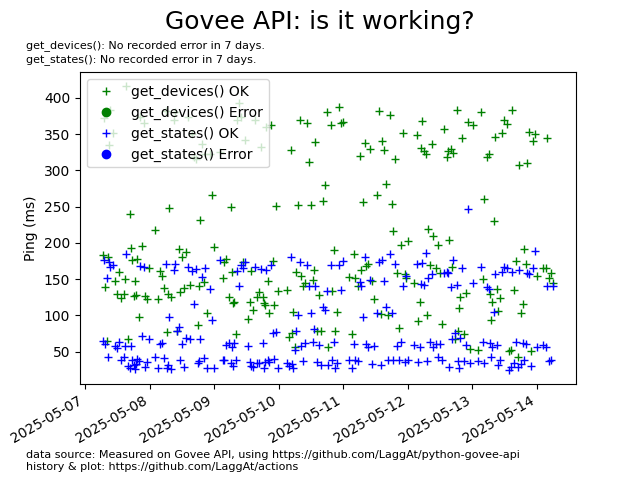 Govee API: is it working?
get_devices(): No recorded error in 7 days.
get_states(): No recorded error in 7 days.
get_devices() OK
get_devices() Error
get_states() OK
get_states() Error
Ping (ms)
400
350
300
250
200
150
100
50
2025-05-07
2025-05-08
2025-05-09
2025-05-10
2025-05-11
2025-05-12
2025-05-13
2025-05-14
data source: Measured on Govee API, using https://github.com/LaggAt/python-govee-api
history & plot: https://github.com/LaggAt/actions